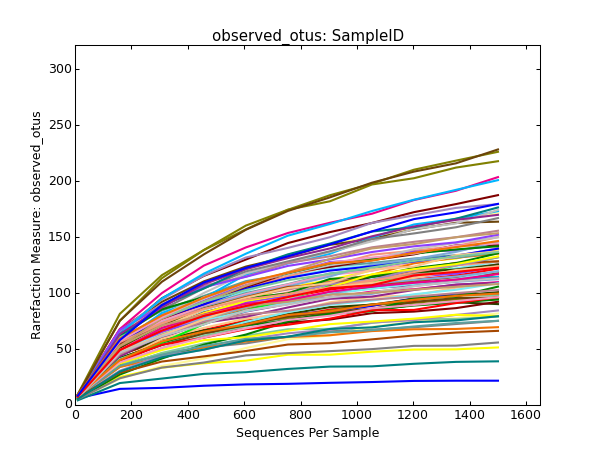 observed_otus: SampleID
Rarefaction Measure: observed_otus
300
250
200
150
100
50
0
0 200 400 600 800 1000 1200 1400 1600
Sequences Per Sample